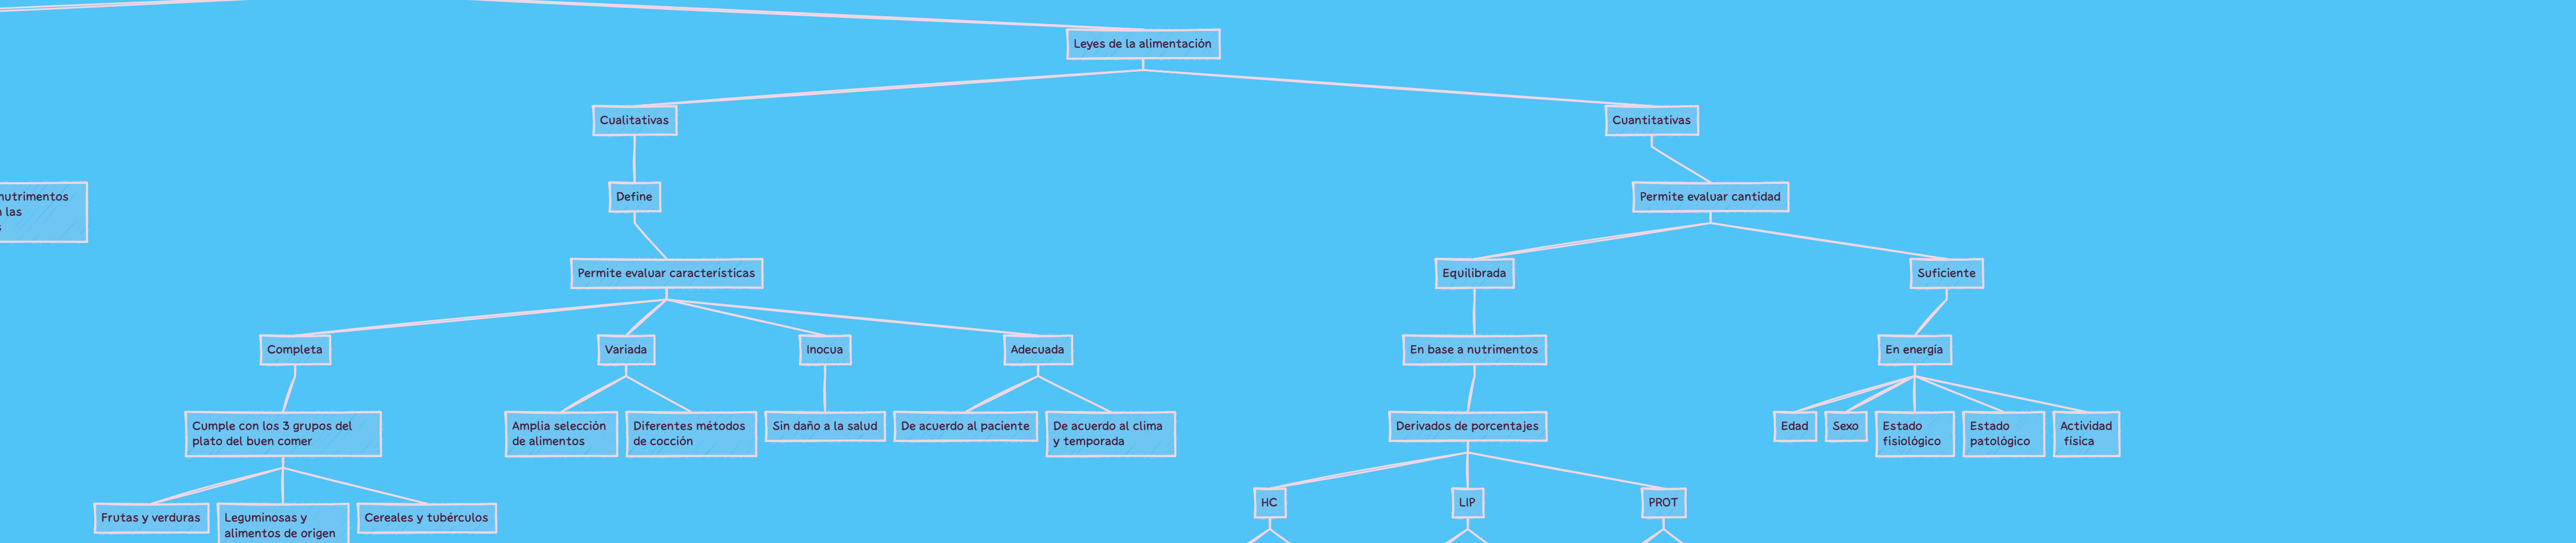 Leyes de la alimentación
Cualitativas
Cuantitativas
nutrimentos
las
Define
Permite evaluar cantidad
Permite evaluar características
Equilibrada
Suficiente
Completa
Variada
Inocua
Adecuada
En base a nutrimentos
En energía
Cumple con los 3 grupos del
plato del buen comer
Amplia selección
de alimentos
Diferentes métodos
de cocción
Sin daño a la salud
De acuerdo al paciente
De acuerdo al clima
y temporada
Derivados de porcentajes
Edad
Sexo
Estado
fisiológico
Estado
patológico
Actividad
física
HC
LIP
PROT
Frutas y verduras
Leguminosas y
alimentos de origen
Cereales y tubérculos